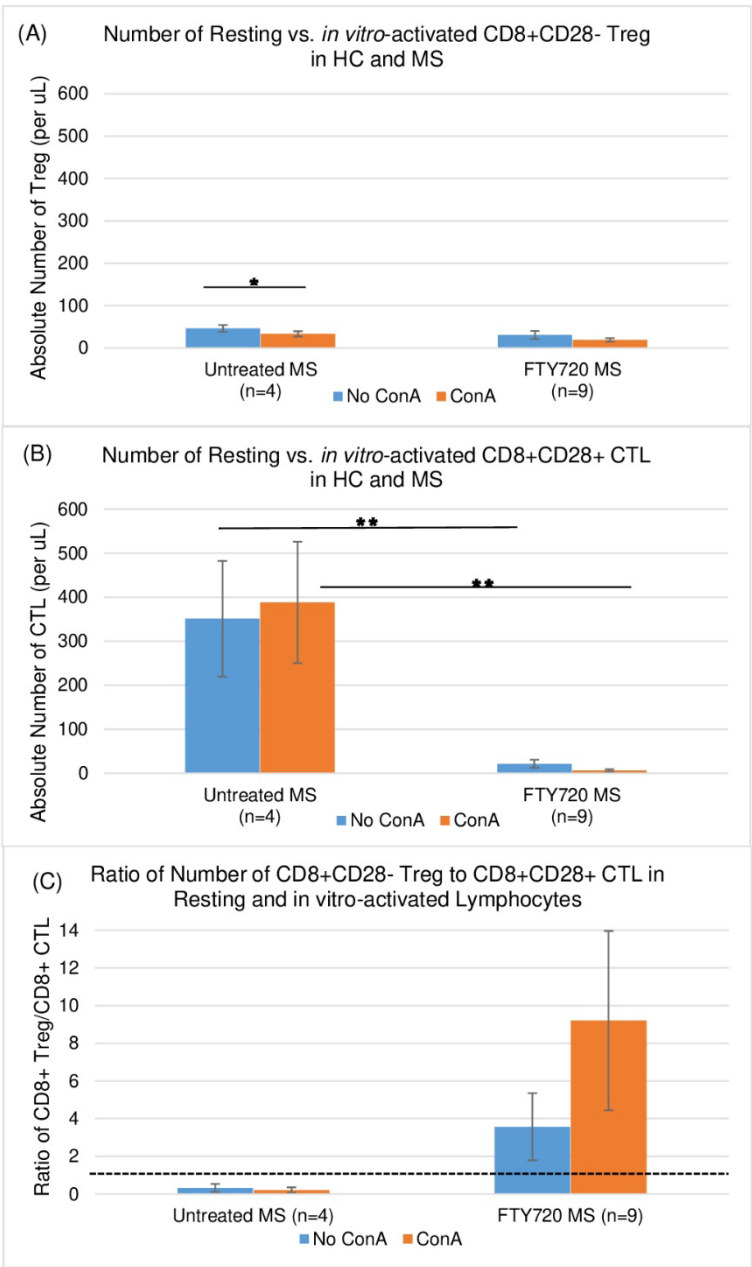 (A)
Number of Resting vs. in vitro-activated CD8+CD28- Treg
in HC and MS
Absolute Number of Treg (per uL)
600
500
400
300
200
100
0
*
Untreated MS
(n=4)
FTY720 MS
(n=9)
No ConA
ConA
(B)
Number of Resting vs. in vitro-activated CD8+CD28+ CTL
in HC and MS
Absolute Number of CTL (per uL)
600
500
400
300
200
100
0
**
**
Untreated MS
(n=4)
FTY720 MS
(n=9)
No ConA
ConA
(C)
Ratio of Number of CD8+CD28- Treg to CD8+CD28+ CTL in
Resting and in vitro-activated Lymphocytes
Ratio of CD8+ Treg/CD8+ CTL
14
12
10
8
6
4
2
0
Untreated MS (n=4)
FTY720 MS (n=9)
No ConA
ConA